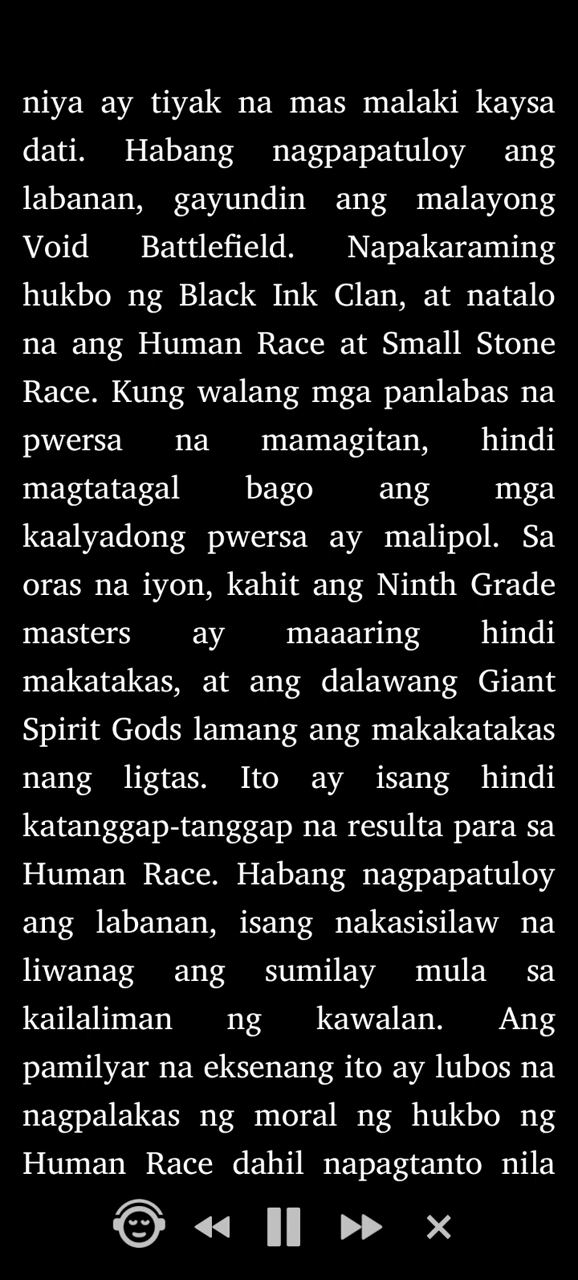 niya ay tiyak na mas malaki kaysa
dati. Habang nagpapatuloy ang
labanan, gayundin ang malayong
Void Battlefield. Napakaraming
hukbo ng Black Ink Clan, at natalo
na ang Human Race at Small Stone
Race. Kung walang mga panlabas na
pwersa na mamagitan, hindi
magtatagal bago ang mga
kaalyadong pwersa ay malipol. Sa
oras na iyon, kahit ang Ninth Grade
masters ay maaaring hindi
makatakas, at ang dalawang Giant
Spirit Gods lamang ang makakatakas
nang ligtas. Ito ay isang hindi
katanggap-tanggap na resulta para sa
Human Race. Habang nagpapatuloy
ang labanan, isang nakasisilaw na
liwanag ang sumilay mula sa
kailaliman ng kawalan. Ang
pamilyar na eksenang ito ay lubos na
nagpalakas ng moral ng hukbo ng
Human Race dahil napagtanto nila